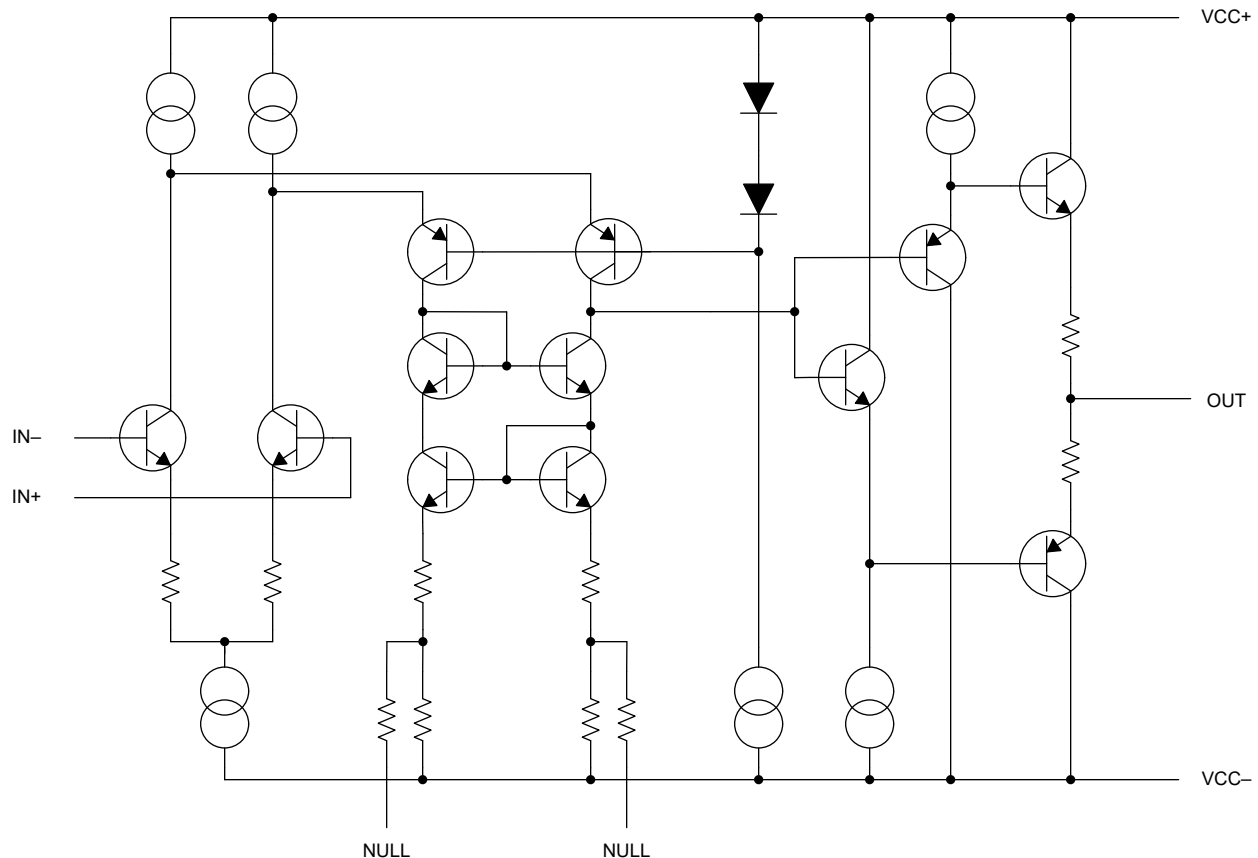 VCC+
OUT
IN–
IN+
VCC–
NULL
NULL